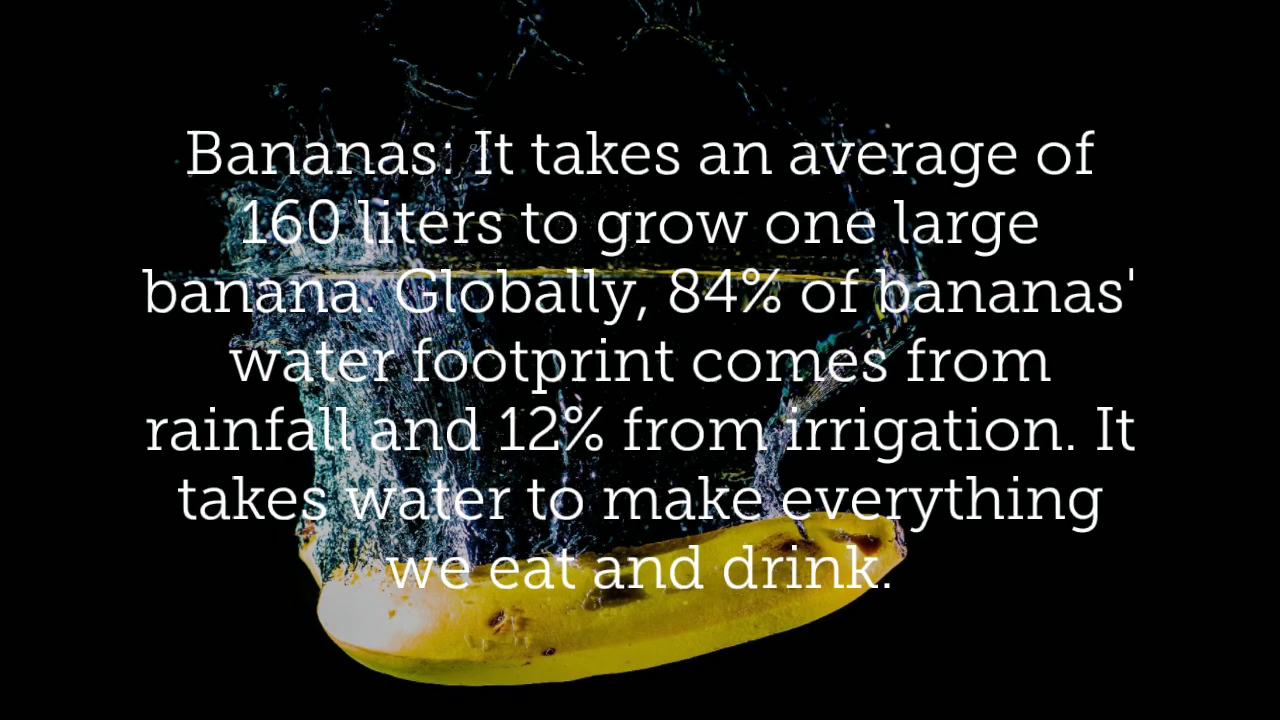 Bananas: It takes an average of
160 liters to grow one large
banana. Globally, 84% of bananas'
water footprint comes from
rainfall and 12% from irrigation. It
takes water to make everything
we eat and drink.